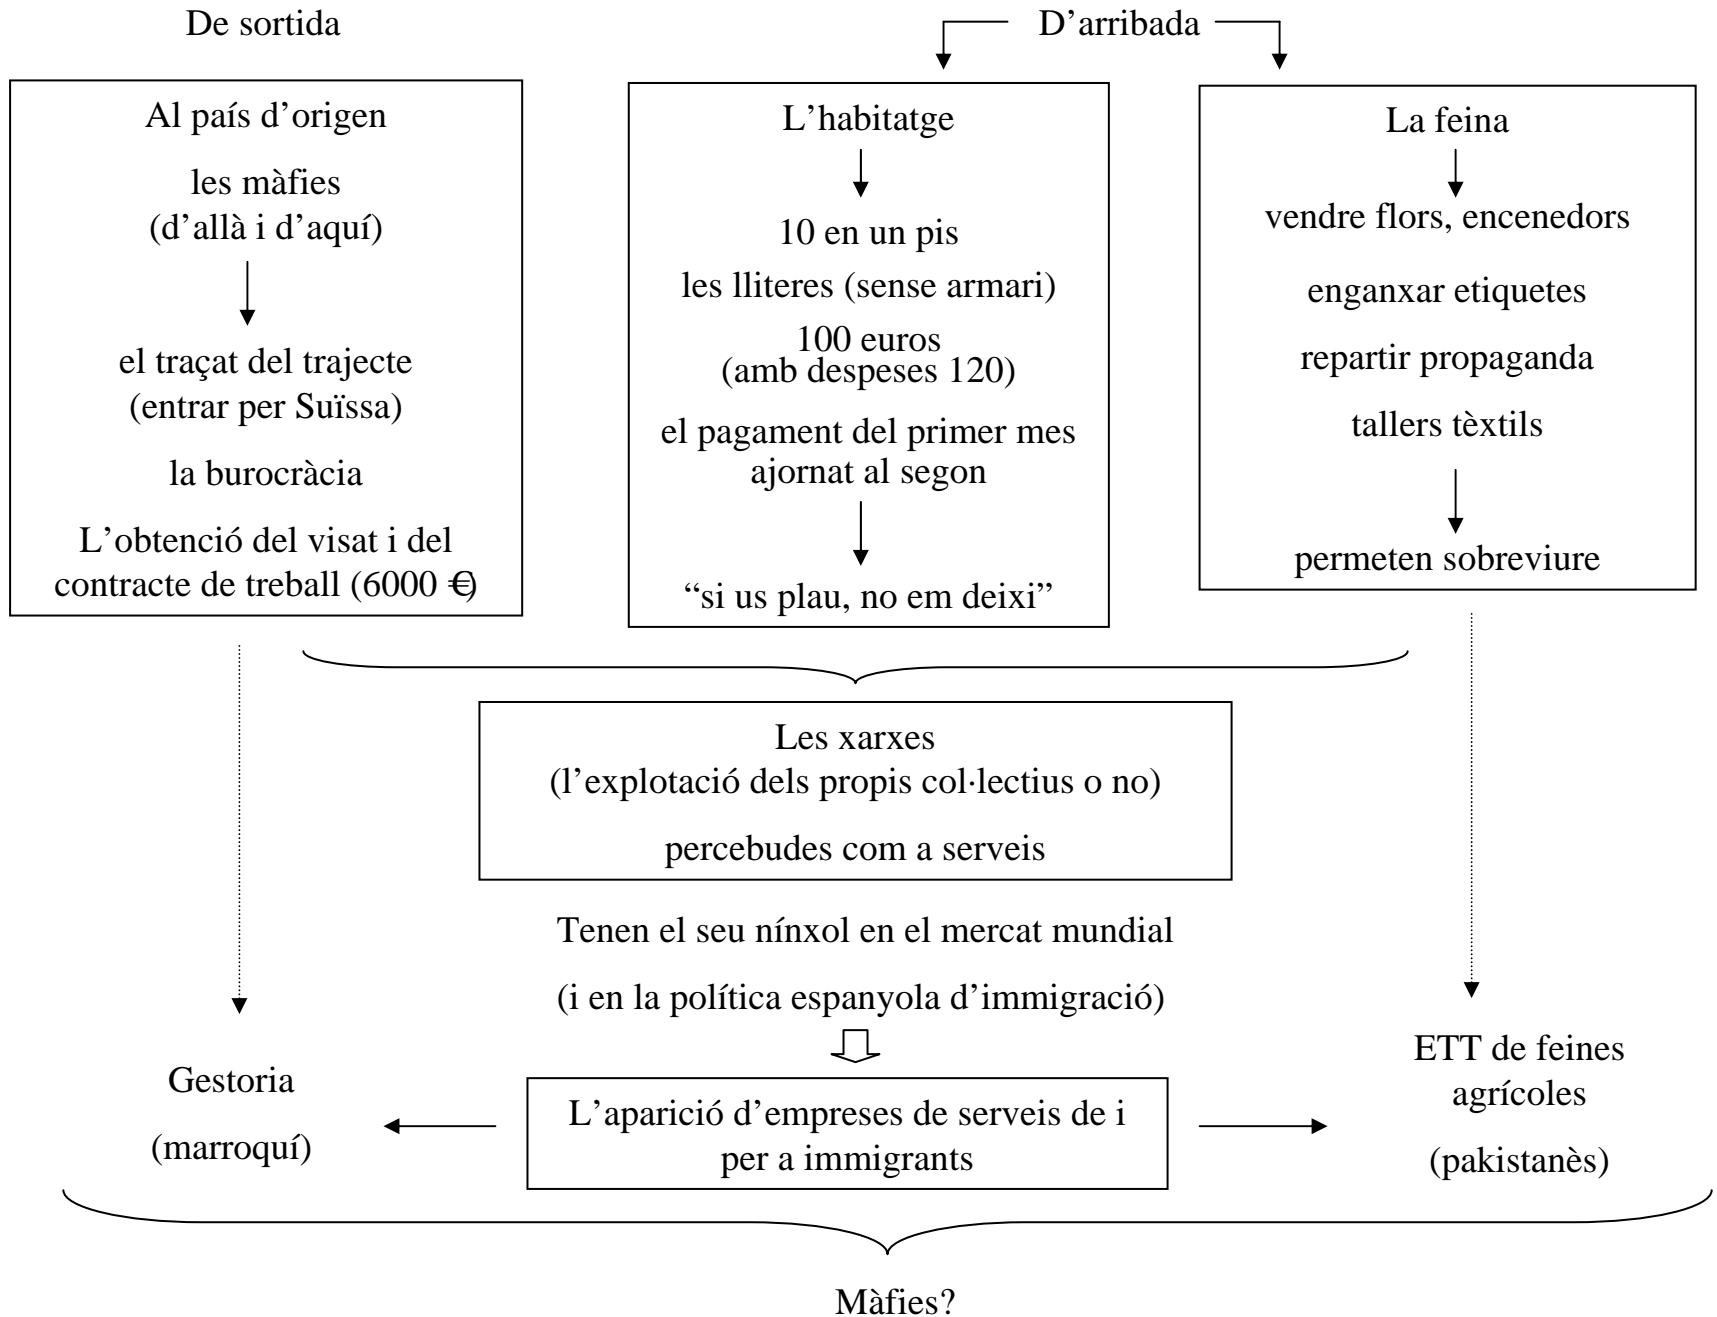 De sortida
D’arribada
Al país d’origen
les màfies
(d’allà i d’aquí)
el traçat del trajecte
(entrar per Suïssa)
la burocràcia
L’obtenció del visat i del
contracte de treball (6000 €)
L’habitatge
10 en un pis
les lliteres (sense armari)
100 euros
(amb despeses 120)
el pagament del primer mes
ajornat al segon
“si us plau, no em deixi”
La feina
vendre flors, encenedors
enganxar etiquetes
repartir propaganda
tallers tèxtils
permeten sobreviure
Les xarxes
(l’explotació dels propis col·lectius o no)
percebudes com a serveis
Tenen el seu nínxol en el mercat mundial
(i en la política espanyola d’immigració)
Gestoria
(marroquí)
L’aparició d’empreses de serveis de i
per a immigrants
ETT de feines
agrícoles
(pakistanès)
Màfies?